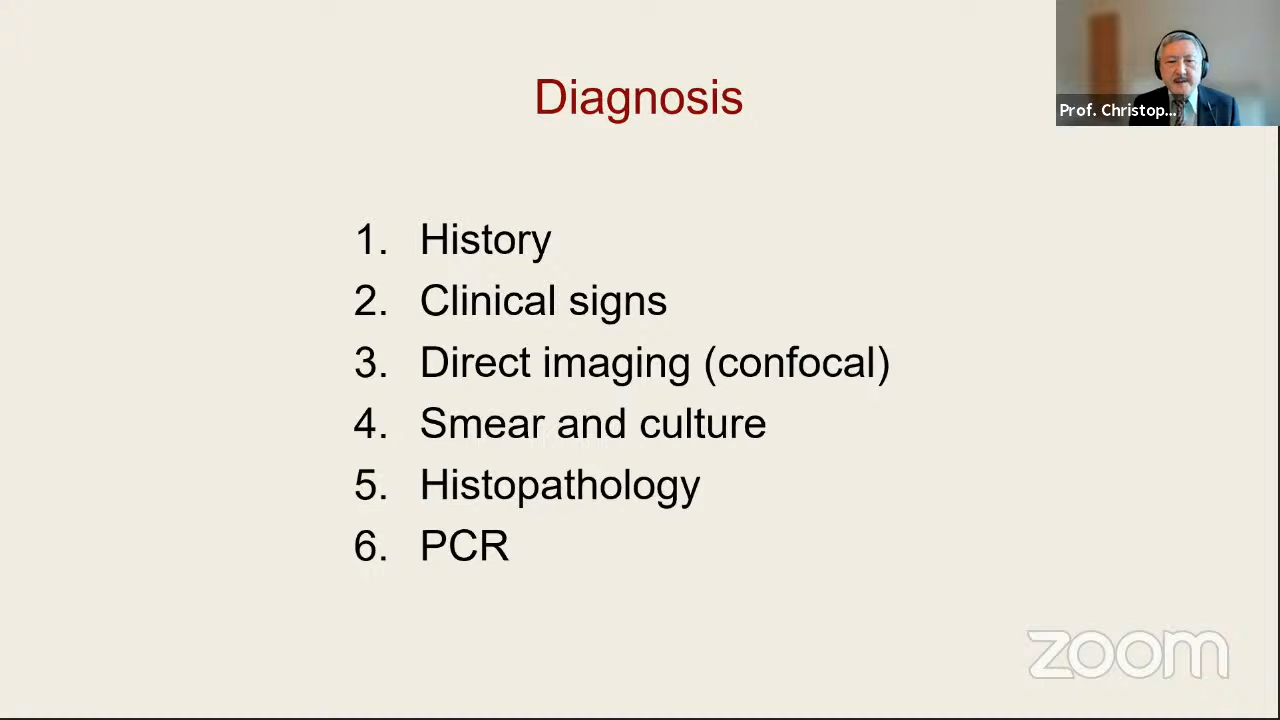 Diagnosis
Prof. Christop...
1. History
2. Clinical signs
3. Direct imaging (confocal)
4. Smear and culture
5. Histopathology
6. PCR
zoom